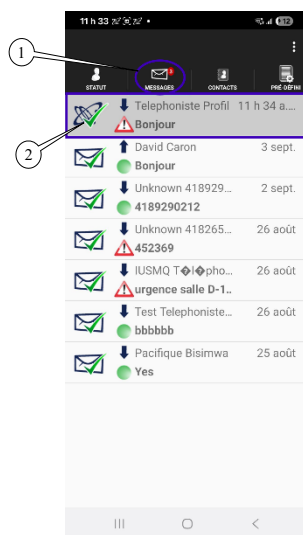 11 h 33
12
1
3
STATUT
MESSAGES
CONTACTS
PRÉ DÉFINI
2
Telephoniste Profil 11 h 34 a....
Bonjour
David Caron 3 sept.
Bonjour
Unknown 418929... 2 sept.
4189290212
Unknown 418265... 26 août
452369
IUSMQ T�l�pho... 26 août
urgence salle D-1..
Test Telephoniste... 26 août
bbbbbb
Pacifique Bisimwa 25 août
Yes